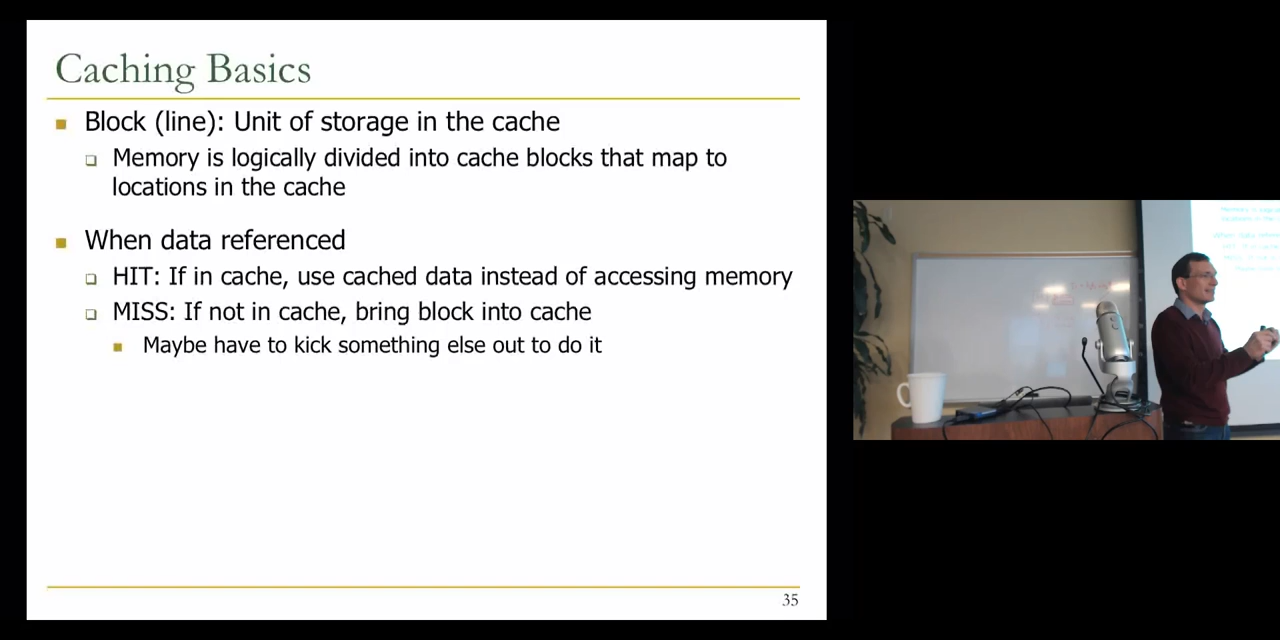 Caching Basics
Block (line): Unit of storage in the cache
Memory is logically divided into cache blocks that map to
locations in the cache
When data referenced
HIT: If in cache, use cached data instead of accessing memory
MISS: If not in cache, bring block into cache
Maybe have to kick something else out to do it
35